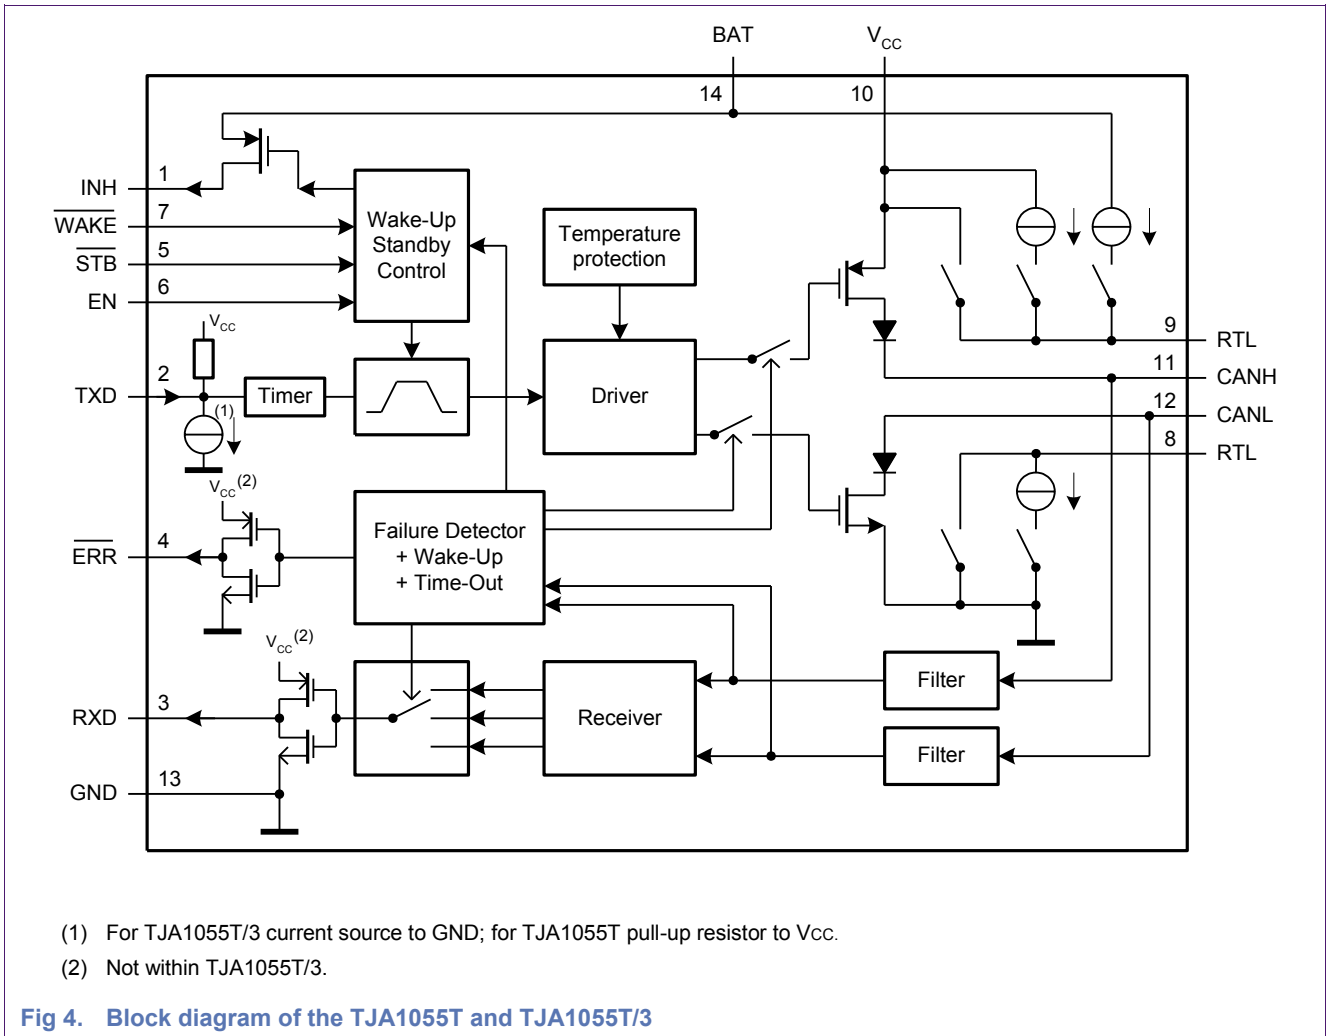 BAT
V_CC
14
10
INH
1
WAKE
7
STB
5
EN
6
Wake-Up
Standby
Control
Temperature
protection
V_CC
TXD
2
(1)
Timer
Driver
9
RTL
11
CANH
12
CANL
8
RTL
V_CC (2)
ERR
4
Failure Detector
+ Wake-Up
+ Time-Out
V_CC (2)
RXD
3
Receiver
Filter
Filter
GND
13
(1) For TJA1055T/3 current source to GND; for TJA1055T pull-up resistor to VCC.
(2) Not within TJA1055T/3.
Fig 4. Block diagram of the TJA1055T and TJA1055T/3